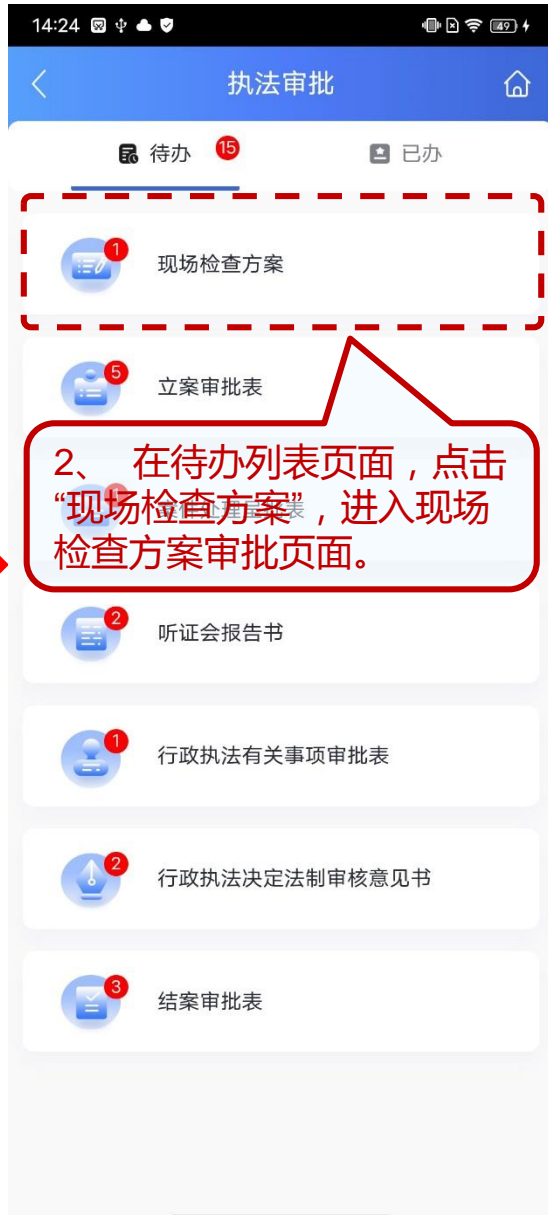 14:24 49
执法审批
待办 15 已办
1
现场检查方案
5
立案审批表
2、 在待办列表页面，点击
“现场检查方案”，进入现场
检查方案审批页面。
2
听证会报告书
1
行政执法有关事项审批表
2
行政执法决定法制审核意见书
3
结案审批表